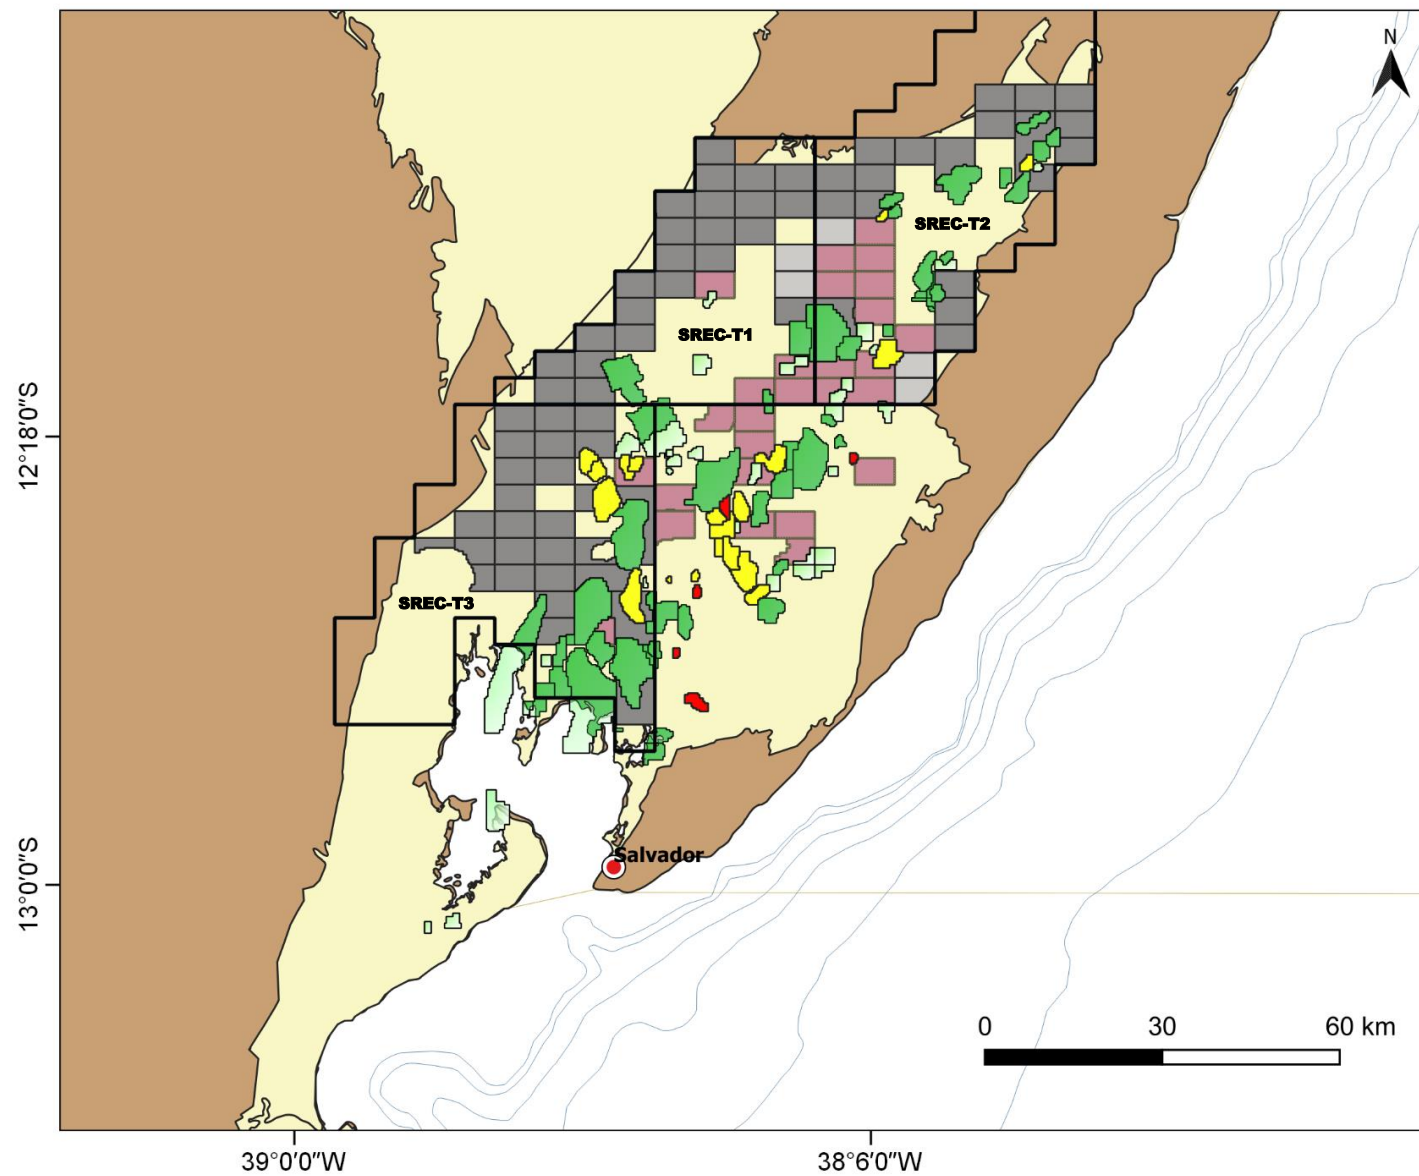 N
SREC-T2
SREC-T1
12°18'0"S
SREC-T3
Salvador
13°0'0"S
0 30 60 km
39°0'0"W 38°6'0"W